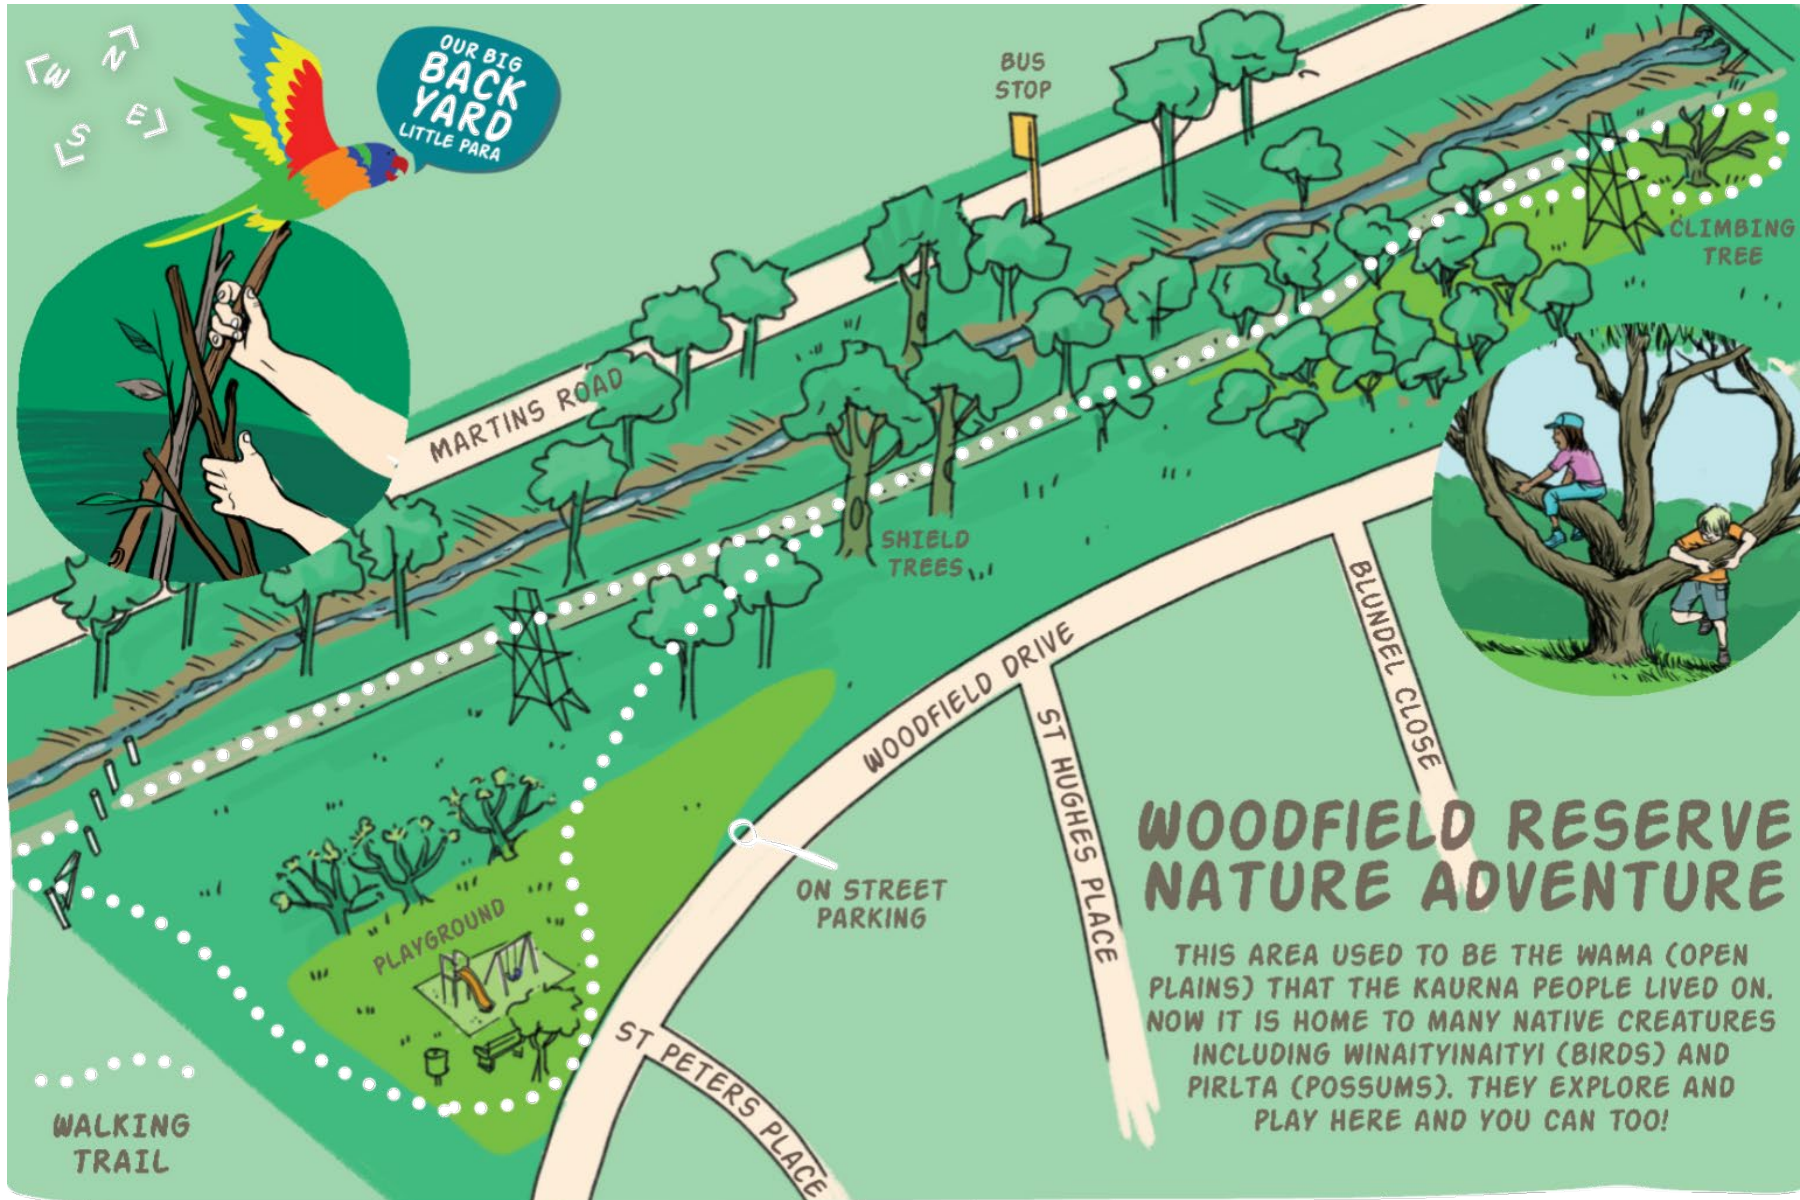 W
N
S
E
OUR BIG
BACK
YARD
LITTLE PARA
BUS
STOP
CLIMBING
TREE
MARTINS ROAD
SHIELD
TREES
WOODFIELD DRIVE
BLUNDEL CLOSE
ST HUGHES PLACE
ON STREET
PARKING
PLAYGROUND
ST PETERS PLACE
WALKING
TRAIL
WOODFIELD RESERVE
NATURE ADVENTURE
THIS AREA USED TO BE THE WAMA (OPEN
PLAINS) THAT THE KAURNA PEOPLE LIVED ON.
NOW IT IS HOME TO MANY NATIVE CREATURES
INCLUDING WINAITYINAITYI (BIRDS) AND
PIRLTA (POSSUMS). THEY EXPLORE AND
PLAY HERE AND YOU CAN TOO!